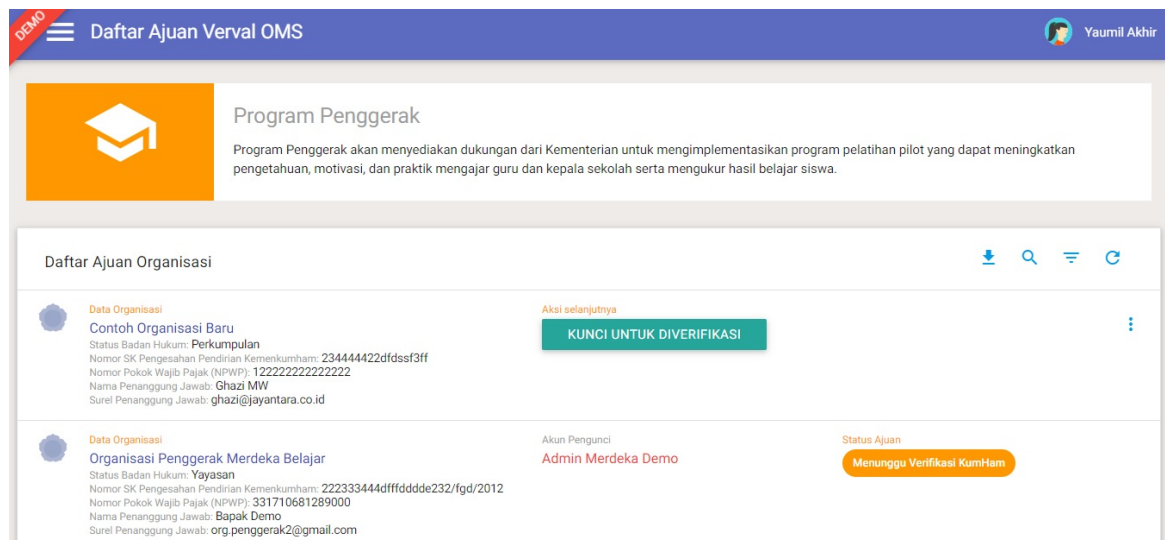 DEMO
Daftar Ajuan Verval OMS
Yaumil Akhir
Program Penggerak
Program Penggerak akan menyediakan dukungan dari Kementerian untuk mengimplementasikan program pelatihan pilot yang dapat meningkatkan
pengetahuan, motivasi, dan praktik mengajar guru dan kepala sekolah serta mengukur hasil belajar siswa.
Daftar Ajuan Organisasi
Data Organisasi
Contoh Organisasi Baru
Status Badan Hukum: Perkumpulan
Nomor SK Pengesahan Pendirian Kemenkumham: 234444422dfdssf3ff
Nomor Pokok Wajib Pajak (NPWP): 122222222222222
Nama Penanggung Jawab: Ghazi MW
Surel Penanggung Jawab: ghazi@jayantara.co.id
Aksi selanjutnya
KUNCI UNTUK DIVERIFIKASI
Data Organisasi
Organisasi Penggerak Merdeka Belajar
Status Badan Hukum: Yayasan
Nomor SK Pengesahan Pendirian Kemenkumham: 222333444dfffdddde232/fgd/2012
Nomor Pokok Wajib Pajak (NPWP): 331710681289000
Nama Penanggung Jawab: Bapak Demo
Surel Penanggung Jawab: org.penggerak2@gmail.com
Akun Pengunci
Admin Merdeka Demo
Status Ajuan
Menunggu Verifikasi KumHam